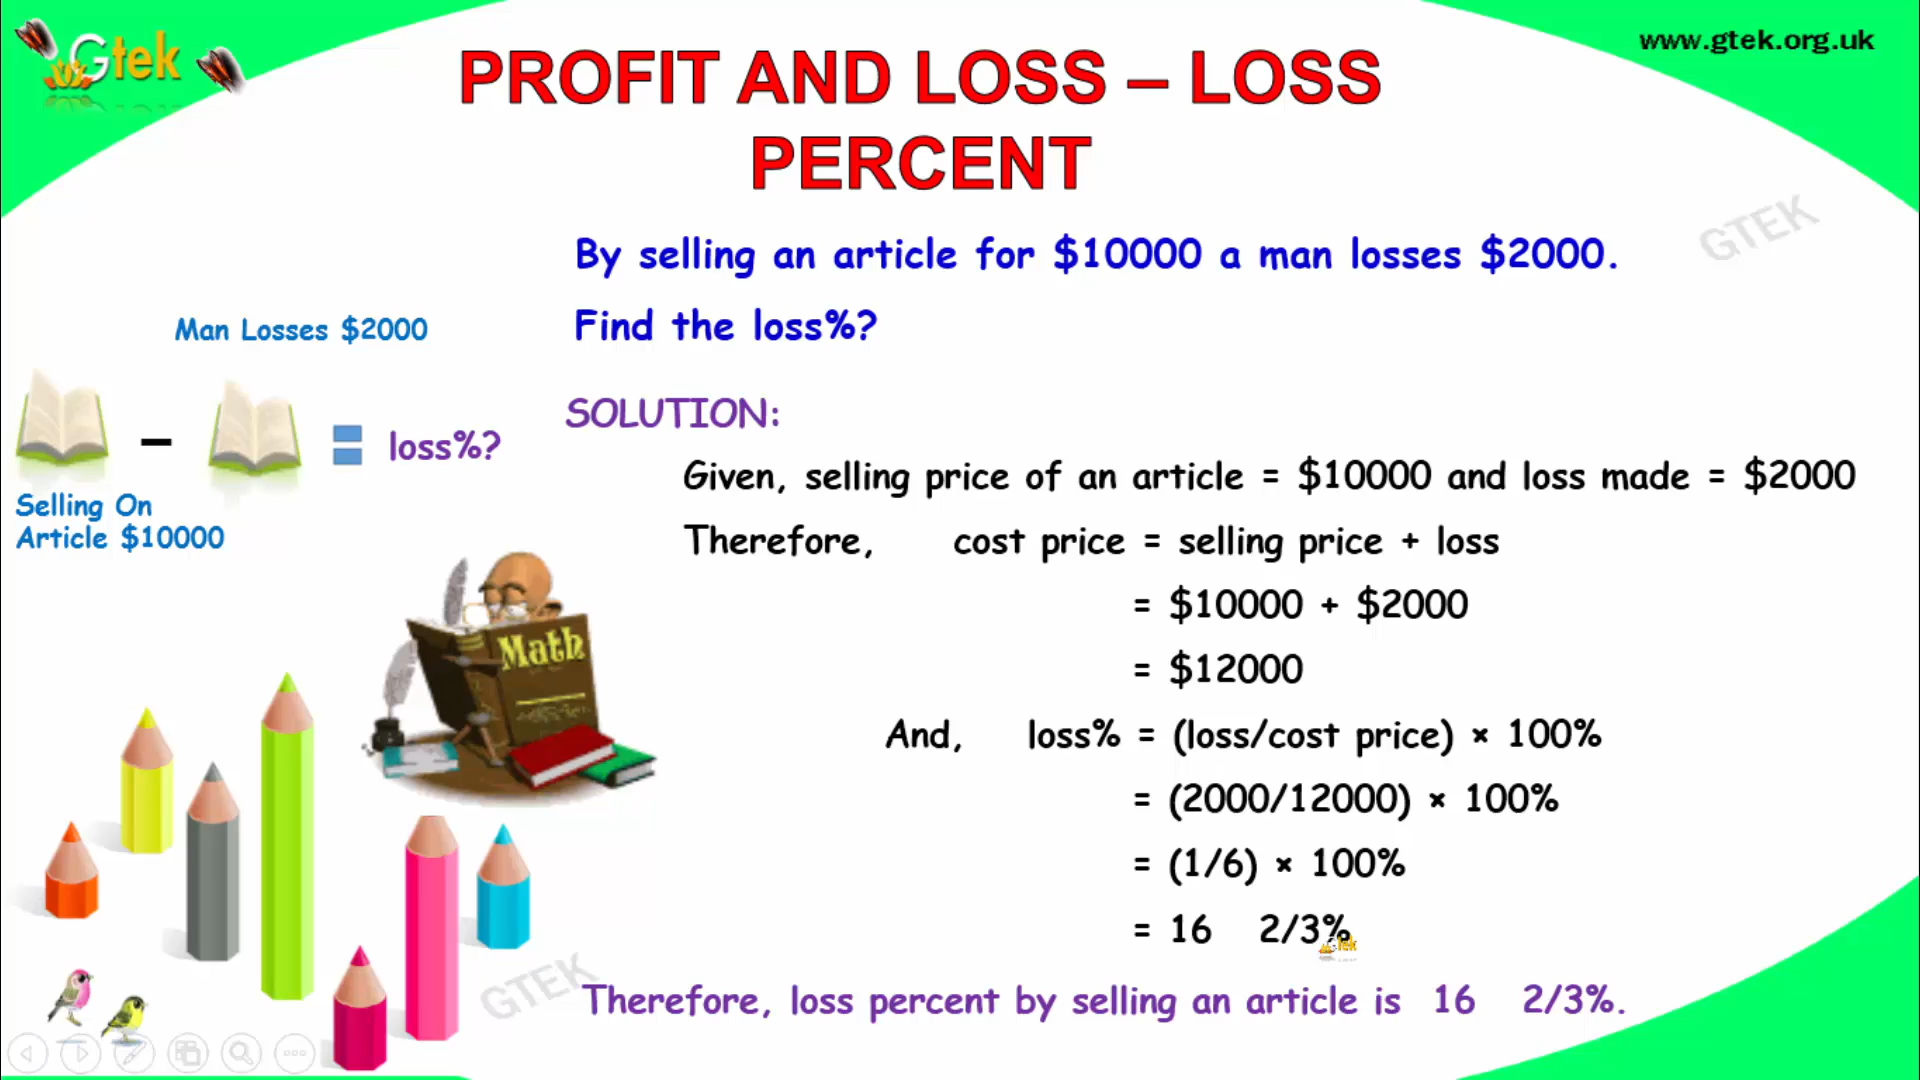 Gtek
www.gtek.org.uk
PROFIT AND LOSS – LOSS
PERCENT
GTEK
By selling an article for $10000 a man losses $2000.
Find the loss%?
Man Losses $2000
loss%?
Selling On
Article $10000
SOLUTION:
Given, selling price of an article = $10000 and loss made = $2000
Therefore, cost price = selling price + loss
= $10000 + $2000
= $12000
And, loss% = (loss/cost price) × 100%
= (2000/12000) × 100%
= (1/6) × 100%
= 16 2/3%
Gtek
Math
GTEK
Therefore, loss percent by selling an article is 16 2/3%.